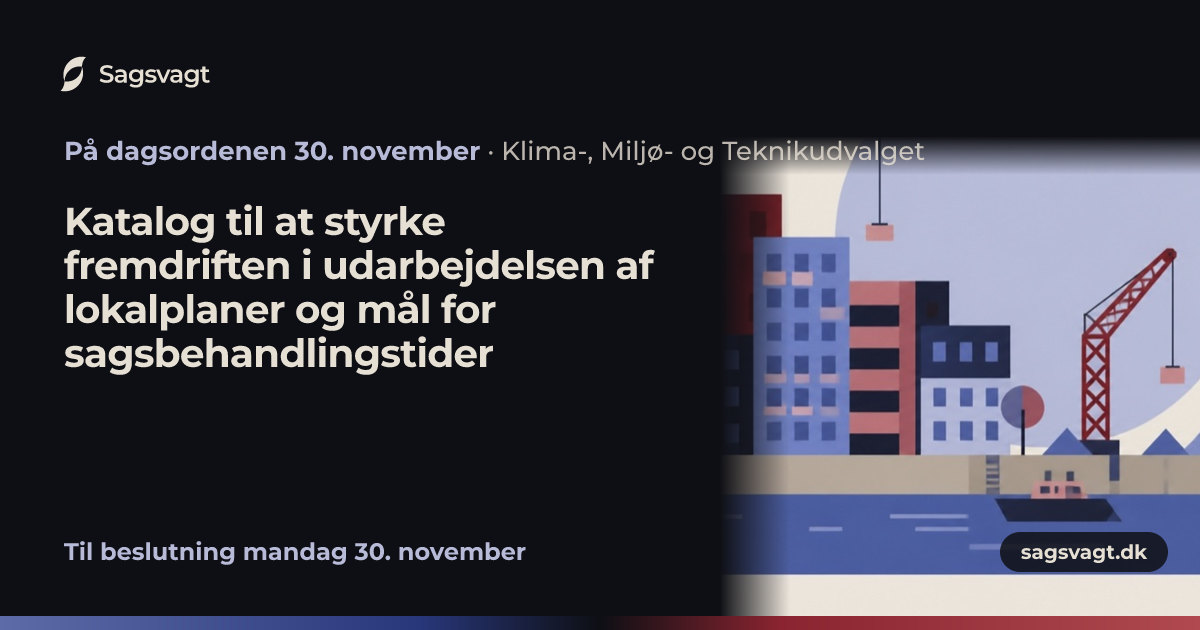 Sagsvagt
På dagsordenen 30. november · Klima-, Miljø- og Teknikudvalget
Katalog til at styrke
fremdriften i udarbejdelsen af
lokalplaner og mål for
sagsbehandlingstider
Til beslutning mandag 30. november
sagsvagt.dk